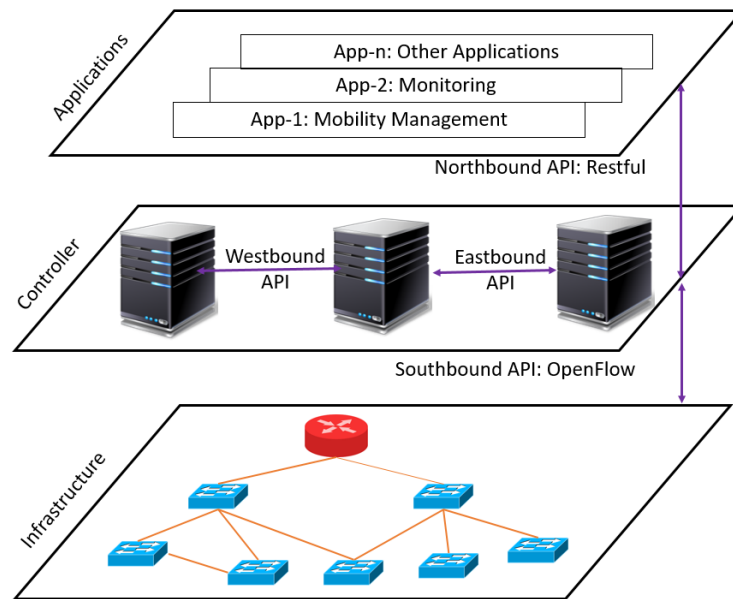 Applications
App-n: Other Applications
App-2: Monitoring
App-1: Mobility Management
Northbound API: Restful
Controller
Westbound
API
Eastbound
API
Southbound API: OpenFlow
Infrastructure